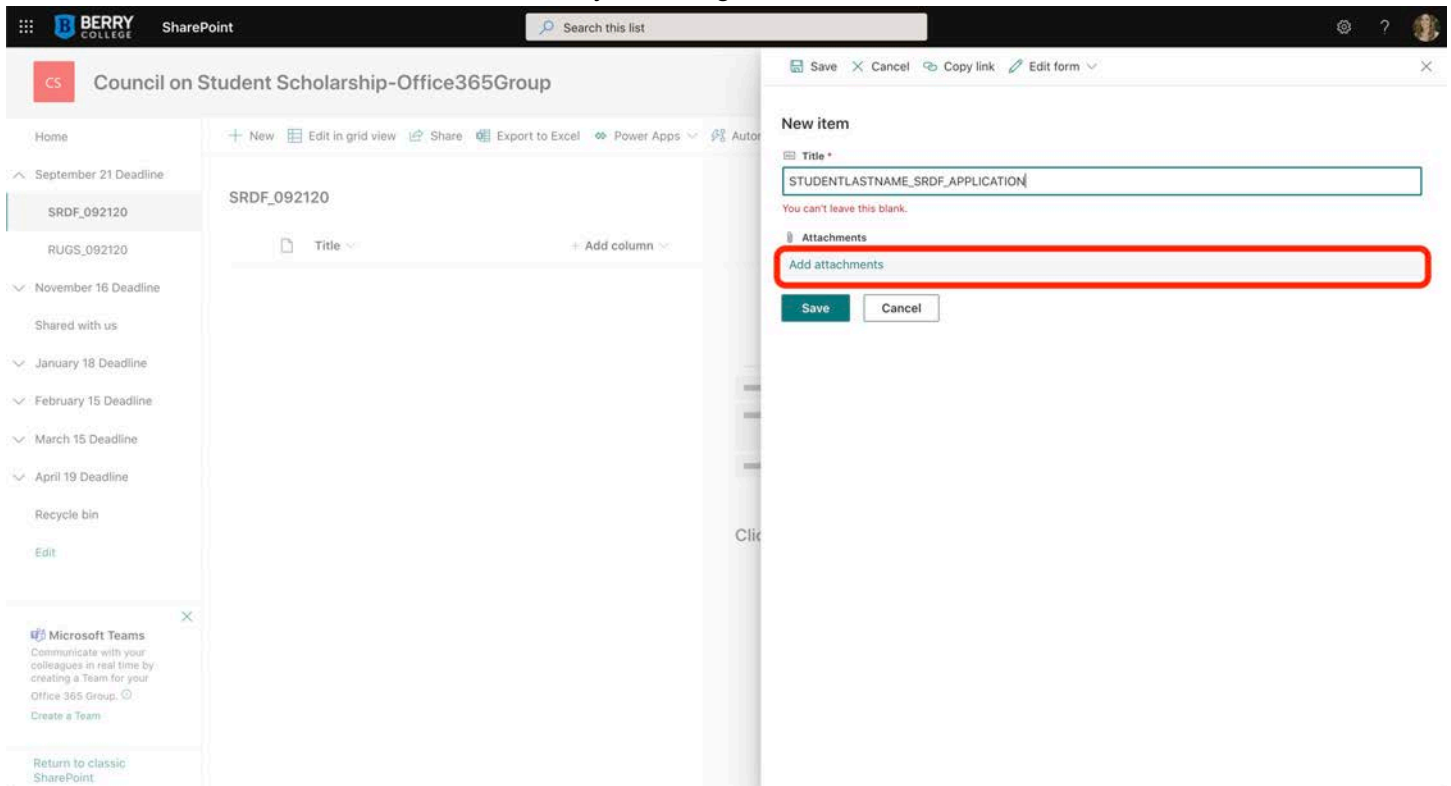 BERRY COLLEGE SharePoint
Search this list
?
CS Council on Student Scholarship-Office365Group
Home
September 21 Deadline
SRDF_092120
RUGS_092120
November 16 Deadline
Shared with us
January 18 Deadline
February 15 Deadline
March 15 Deadline
April 19 Deadline
Recycle bin
Edit
Microsoft Teams
Communicate with your
colleagues in real time by
creating a Team for your
Office 365 Group.
Create a Team
Return to classic
SharePoint
+ New Edit in grid view Share Export to Excel Power Apps Autor
SRDF_092120
Title + Add column
Clic
Save Cancel Copy link Edit form
New item
Title *
STUDENTLASTNAME_SRDF_APPLICATION
You can't leave this blank.
Attachments
Add attachments
Save Cancel